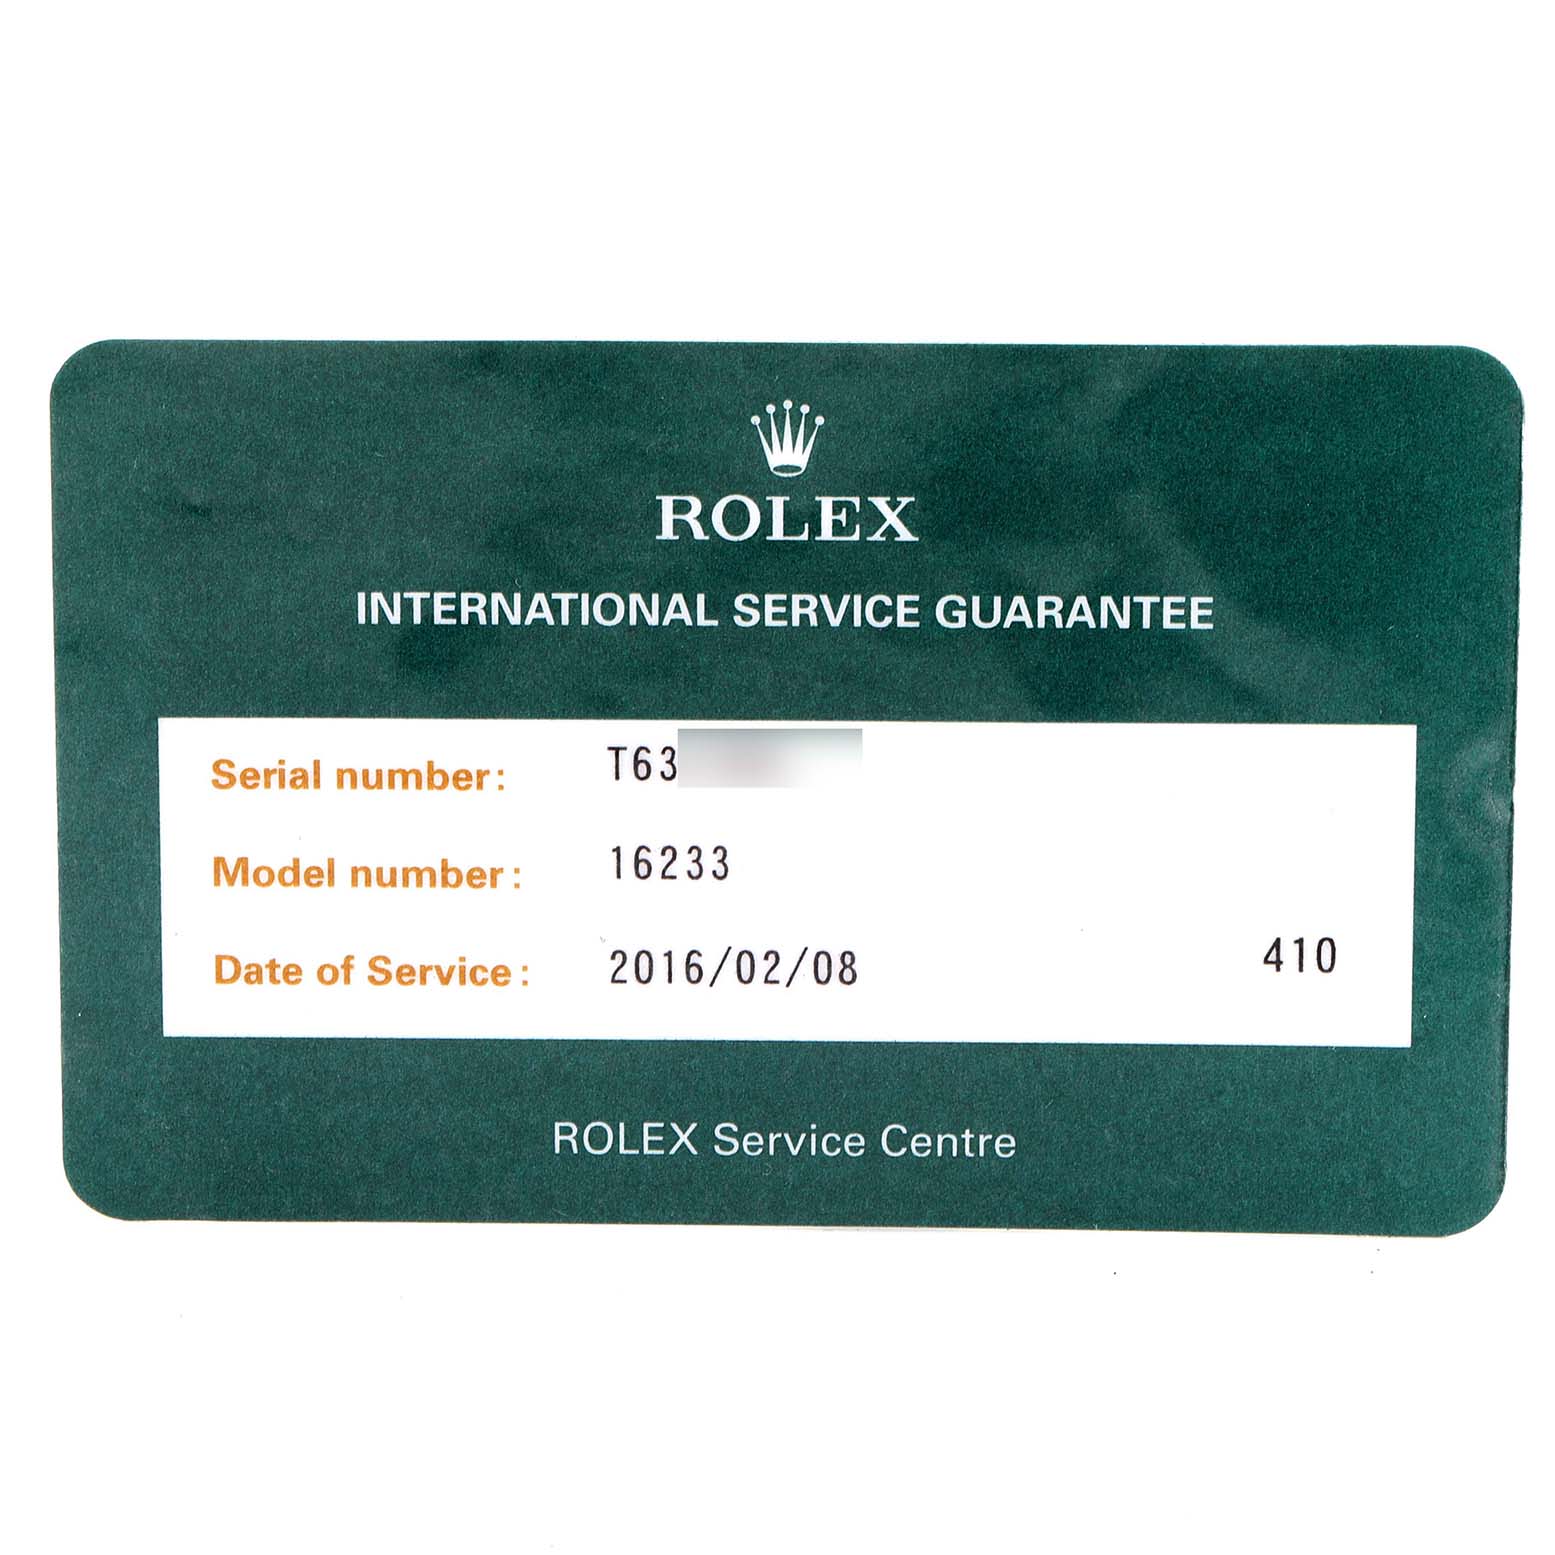 ROLEX
INTERNATIONAL SERVICE GUARANTEE
Serial number: T63
Model number: 16233
Date of Service: 2016/02/08 410
ROLEX Service Centre